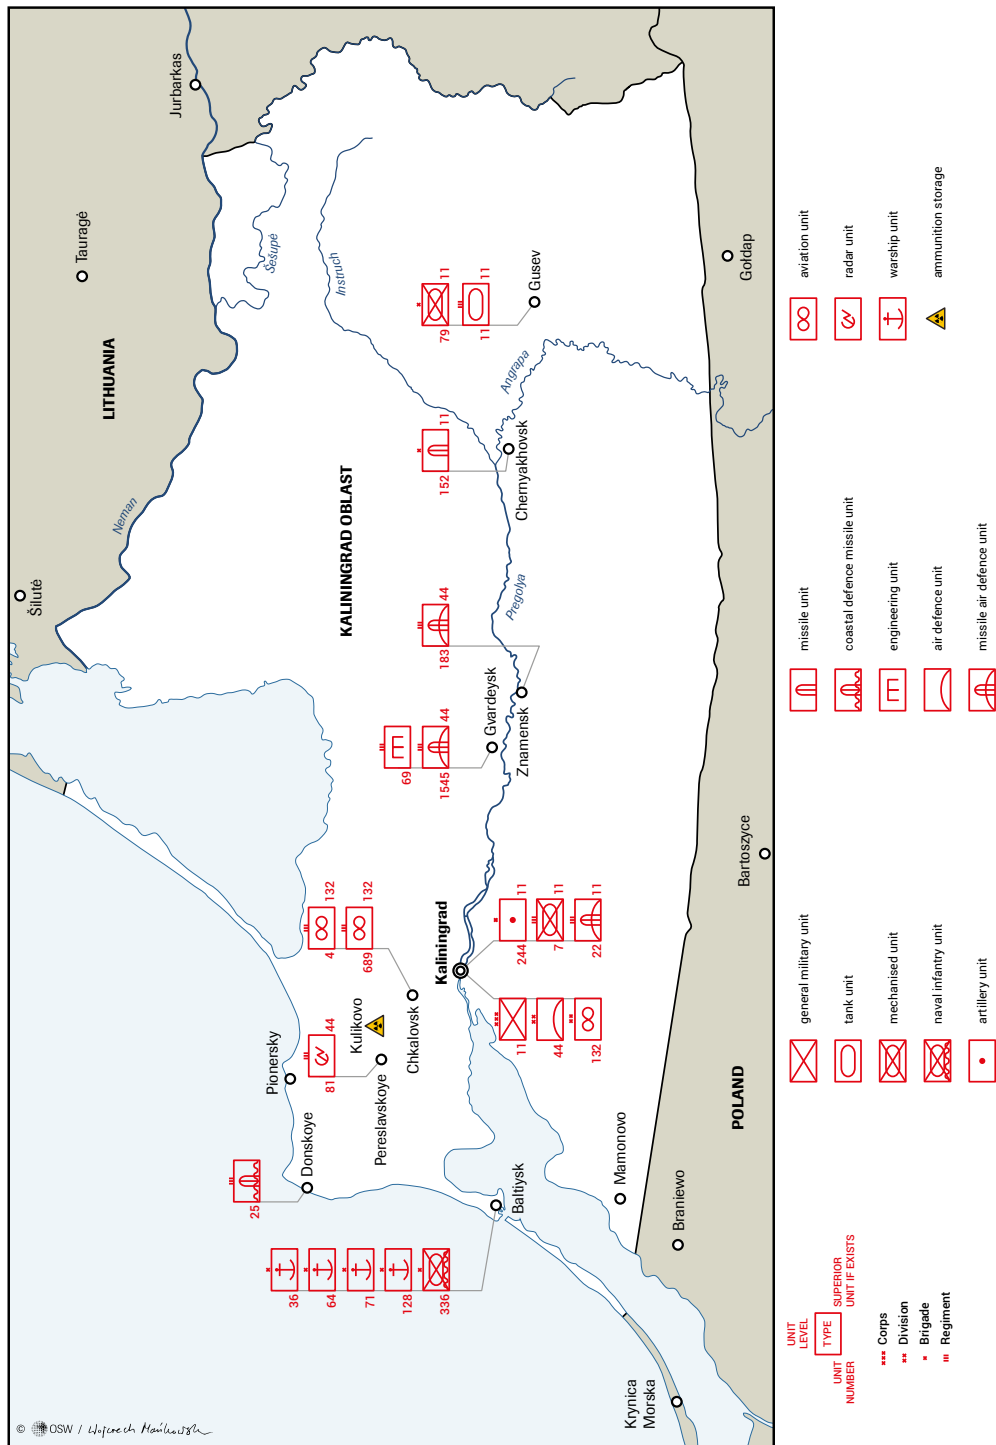 Jurbarkas
Tauragė
Šilutė
LITHUANIA
Neman
Šešupė
Instruch
KALININGRAD OBLAST
25
Donskoye
Pionersky
81
44
Kulikovo
Pereslavskoye
4
132
689
132
Chkalovsk
69
1545
44
Gvardeysk
183
44
Znamensk
Pregolya
152
11
Chernyakhovsk
79
11
11
11
Gusev
Angrapa
36
64
71
128
336
Baltiysk
Kaliningrad
11
44
132
244
11
7
11
22
11
Mamonovo
Braniewo
Krynica
Morska
POLAND
Bartoszyce
Gołdap
© OSW / Wojciech Mańkowski
UNIT
LEVEL
TYPE
SUPERIOR
UNIT IF EXISTS
UNIT
NUMBER
Corps
Division
Brigade
Regiment
general military unit
tank unit
mechanised unit
naval infantry unit
artillery unit
missile unit
coastal defence missile unit
engineering unit
air defence unit
missile air defence unit
aviation unit
radar unit
warship unit
ammunition storage